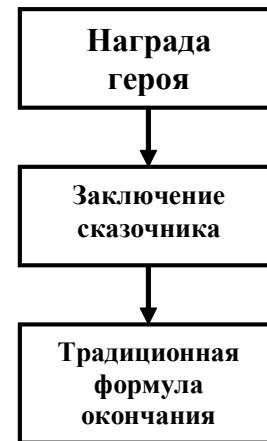 Награда
героя
Заключение
сказочника
Традиционная
формула
окончания